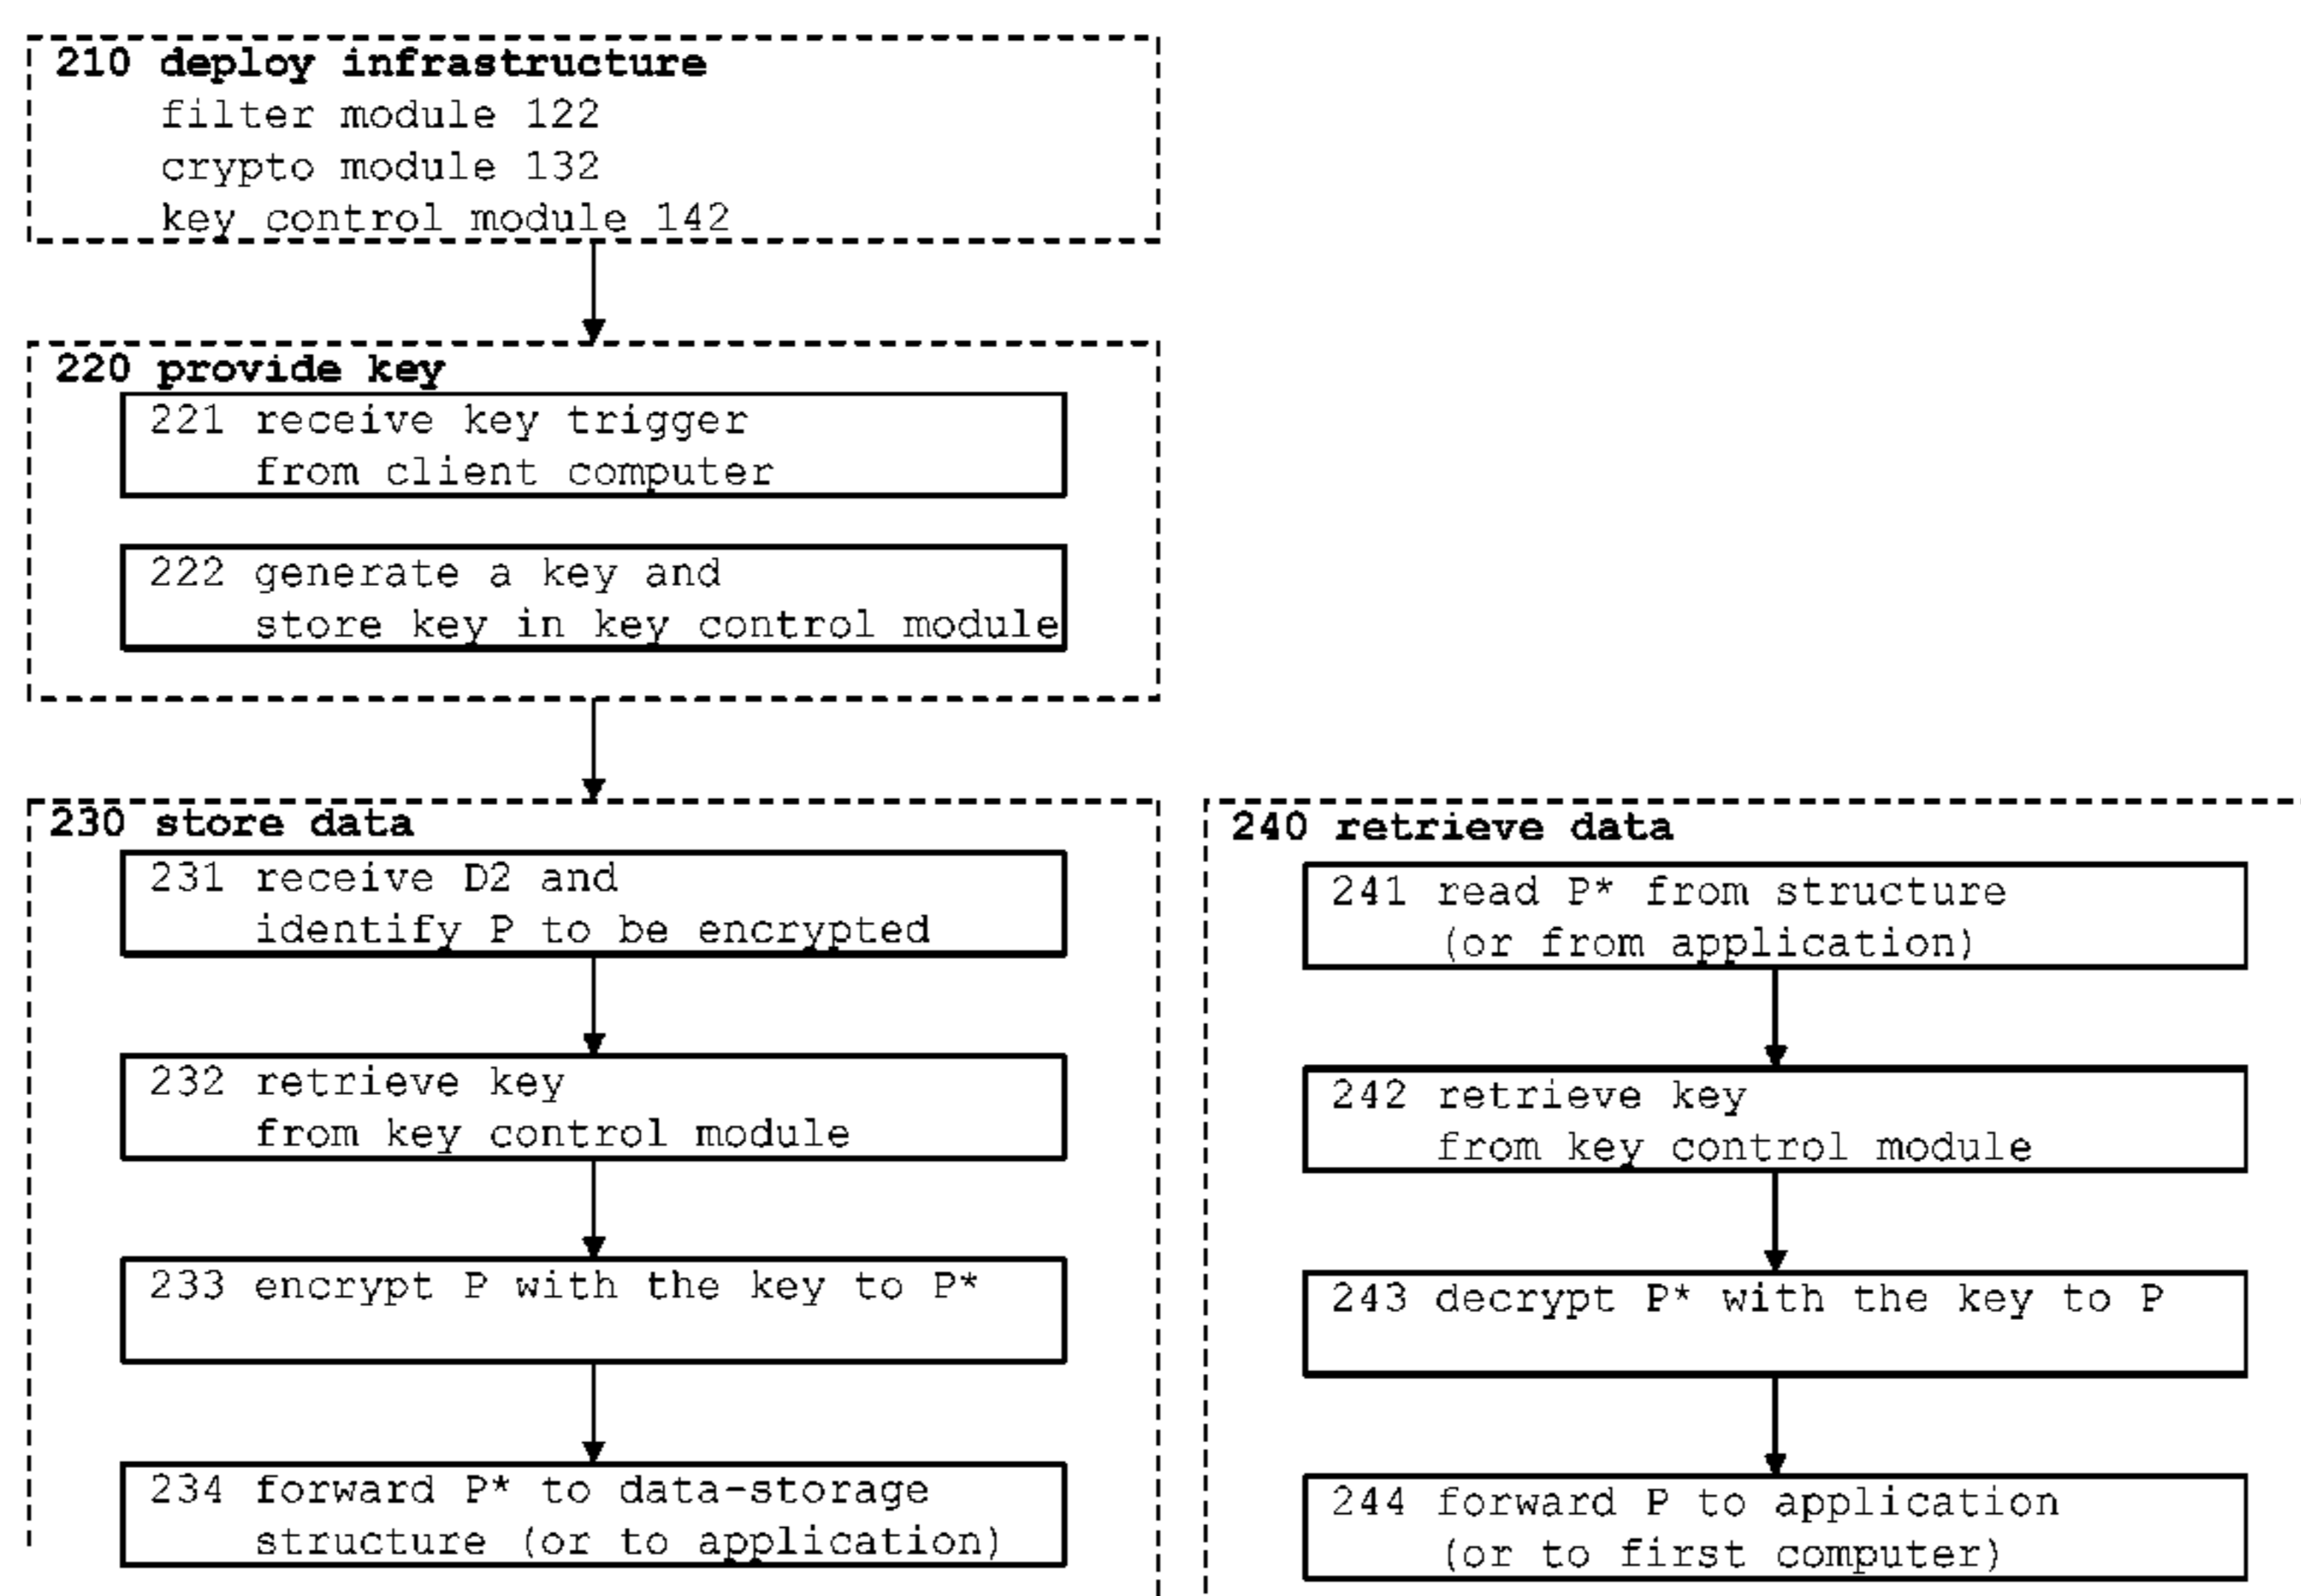 210 deploy infrastructure
filter module 122
crypto module 132
key control module 142
220 provide key
221 receive key trigger
from client computer
222 generate a key and
store key in key control module
230 store data
231 receive D2 and
identify P to be encrypted
232 retrieve key
from key control module
233 encrypt P with the key to P*
234 forward P* to data-storage
structure (or to application)
240 retrieve data
241 read P* from structure
(or from application)
242 retrieve key
from key control module
243 decrypt P* with the key to P
244 forward P to application
(or to first computer)